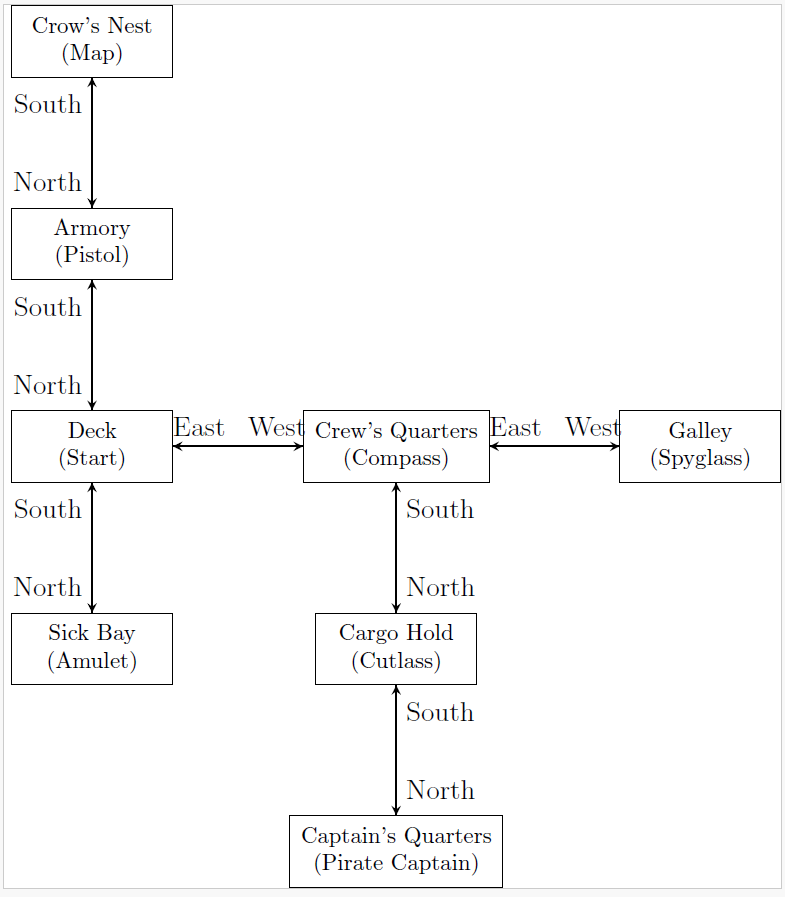 Crow's Nest
(Map)
South
North
Armory
(Pistol)
South
North
Deck
(Start)
East West
Crew's Quarters
(Compass)
East West
Galley
(Spyglass)
South
North
Sick Bay
(Amulet)
South
North
Cargo Hold
(Cutlass)
South
North
Captain's Quarters
(Pirate Captain)